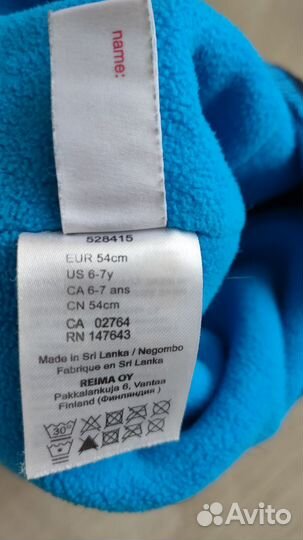 name:
528415
EUR 54cm
US 6-7y
CA 6-7 ans
CN 54cm
CA 02764
RN 147643
Made in Sri Lanka / Negombo
Fabrique en Sri Lanka
REIMA OY
Pakkalankuja 6, Vantaa
Finland (Финляндия)
30°
Avito